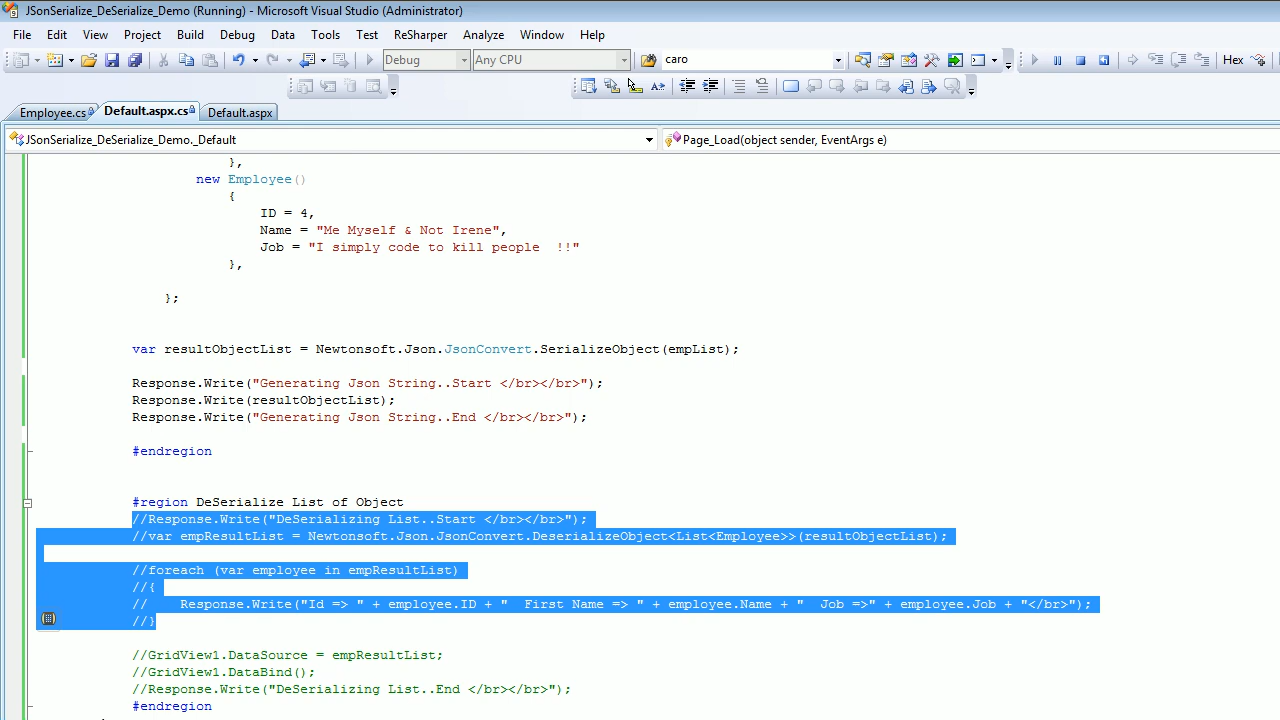 JSonSerialize_DeSerialize_Demo (Running) - Microsoft Visual Studio (Administrator)
File Edit View Project Build Debug Data Tools Test ReSharper Analyze Window Help
Debug Any CPU caro Hex
Employee.cs Default.aspx.cs Default.aspx
JSonSerialize_DeSerialize_Demo._Default Page_Load(object sender, EventArgs e)
},
new Employee()
{
ID = 4,
Name = "Me Myself & Not Irene",
Job = "I simply code to kill people  !!"
},
};
var resultObjectList = Newtonsoft.Json.JsonConvert.SerializeObject(empList);
Response.Write("Generating Json String..Start </br></br>");
Response.Write(resultObjectList);
Response.Write("Generating Json String..End </br></br>");
#endregion
#region DeSerialize List of Object
//Response.Write("DeSerializing List..Start </br></br>");
//var empResultList = Newtonsoft.Json.JsonConvert.DeserializeObject<List<Employee>>(resultObjectList);
//foreach (var employee in empResultList)
//{
//    Response.Write("Id => " + employee.ID + "  First Name => " + employee.Name + "  Job =>" + employee.Job + "</br>");
//}
//GridView1.DataSource = empResultList;
//GridView1.DataBind();
//Response.Write("DeSerializing List..End </br></br>");
#endregion